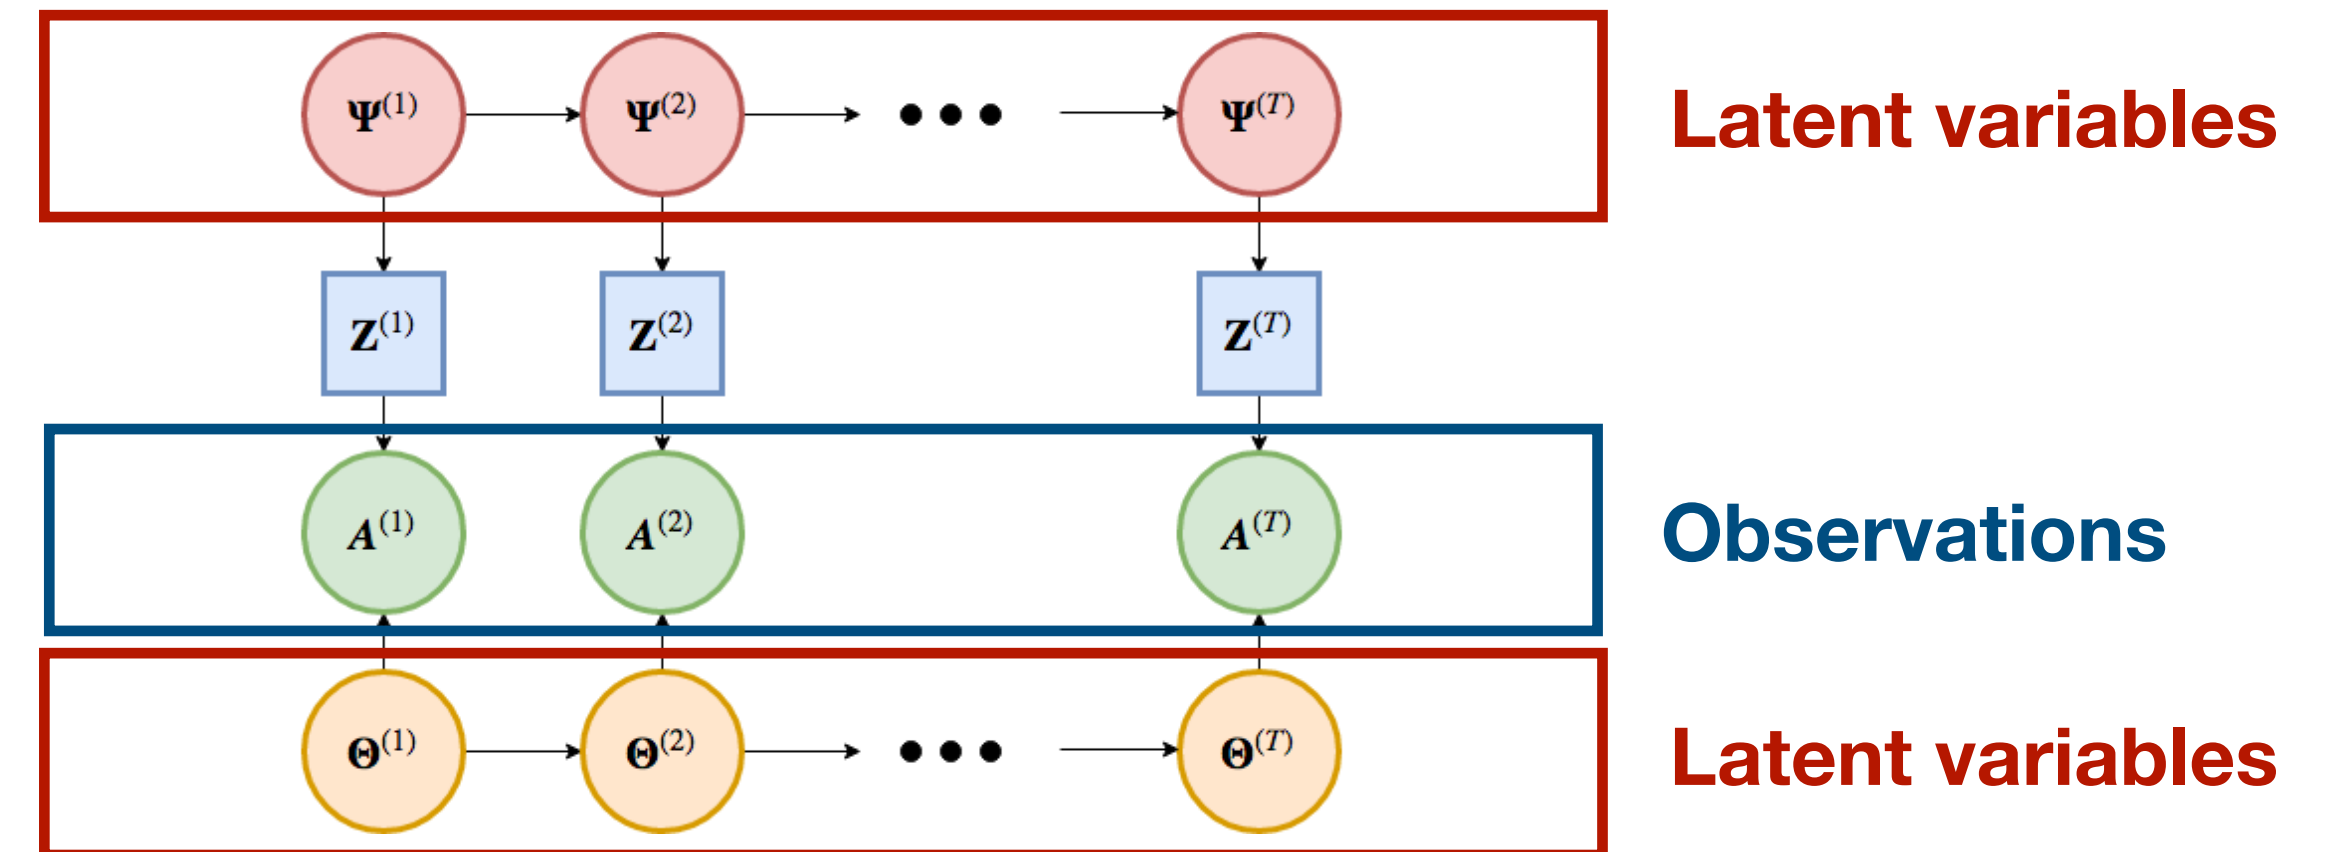 Ψ(1) Ψ(2) ••• Ψ(T) Latent variables
Z(1) Z(2) Z(T)
A(1) A(2) A(T) Observations
Θ(1) Θ(2) ••• Θ(T) Latent variables